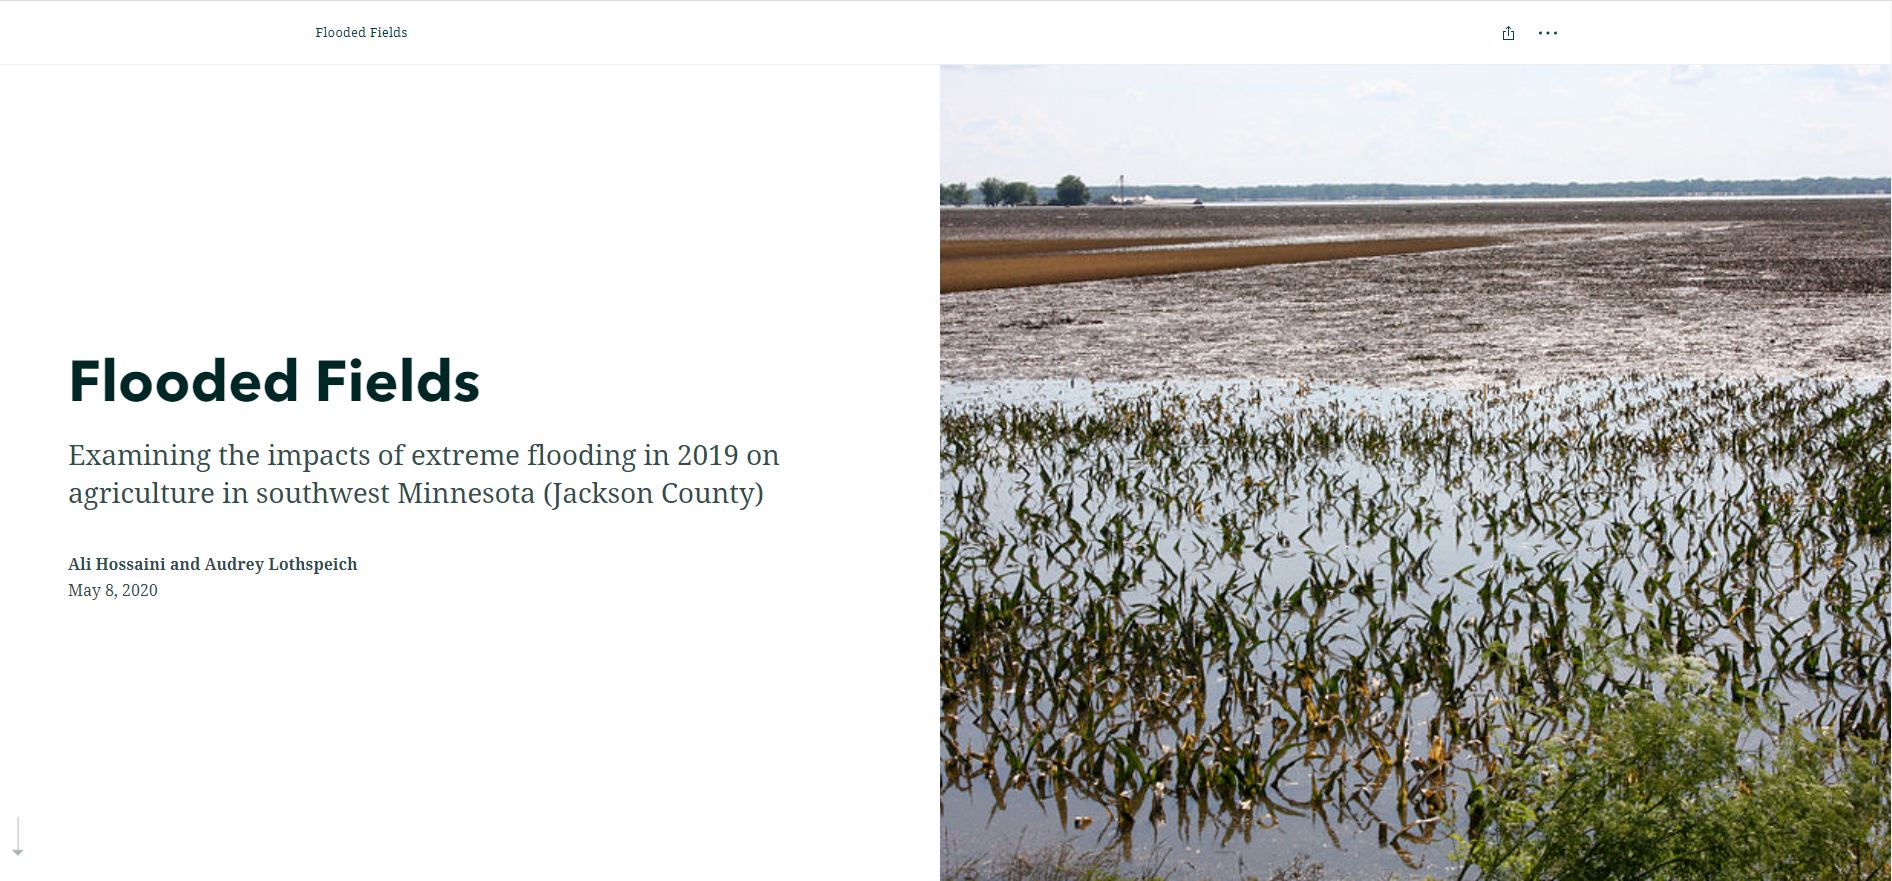 Flooded Fields
Flooded Fields
Examining the impacts of extreme flooding in 2019 on
agriculture in southwest Minnesota (Jackson County)
Ali Hossaini and Audrey Lothspeich
May 8, 2020